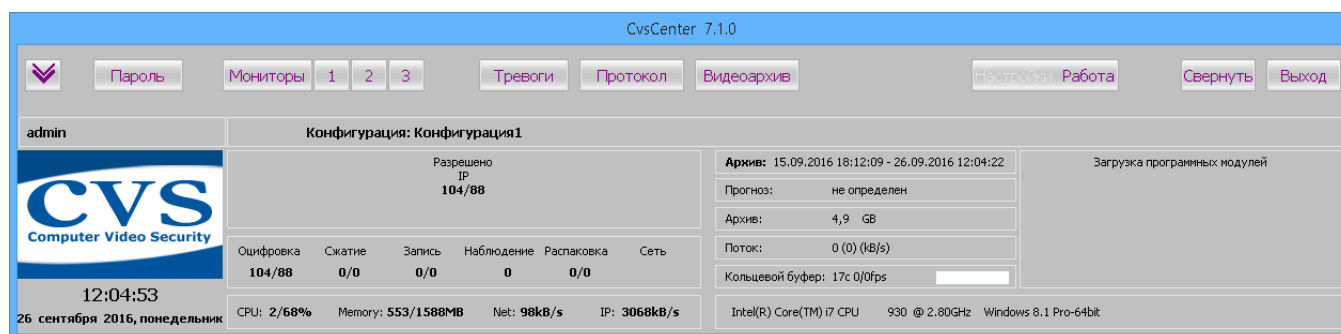 CvsCenter 7.1.0
Пароль Мониторы 1 2 3 Тревоги Протокол Видеоархив Настройки Работа Свернуть Выход
admin Конфигурация: Конфигурация1
Разрешено
IP
104/88
Архив: 15.09.2016 18:12:09 - 26.09.2016 12:04:22
Прогноз: не определен
Архив: 4,9 GB
Поток: 0 (0) (kB/s)
Кольцевой буфер: 17с 0/0fps
Загрузка программных модулей
CVS
Computer Video Security
Оцифровка Сжатие Запись Наблюдение Распаковка Сеть
104/88 0/0 0/0 0 0/0
12:04:53
26 сентября 2016, понедельник
CPU: 2/68% Memory: 553/1588MB Net: 98kB/s IP: 3068kB/s
Intel(R) Core(TM) i7 CPU 930 @ 2.80GHz Windows 8.1 Pro-64bit